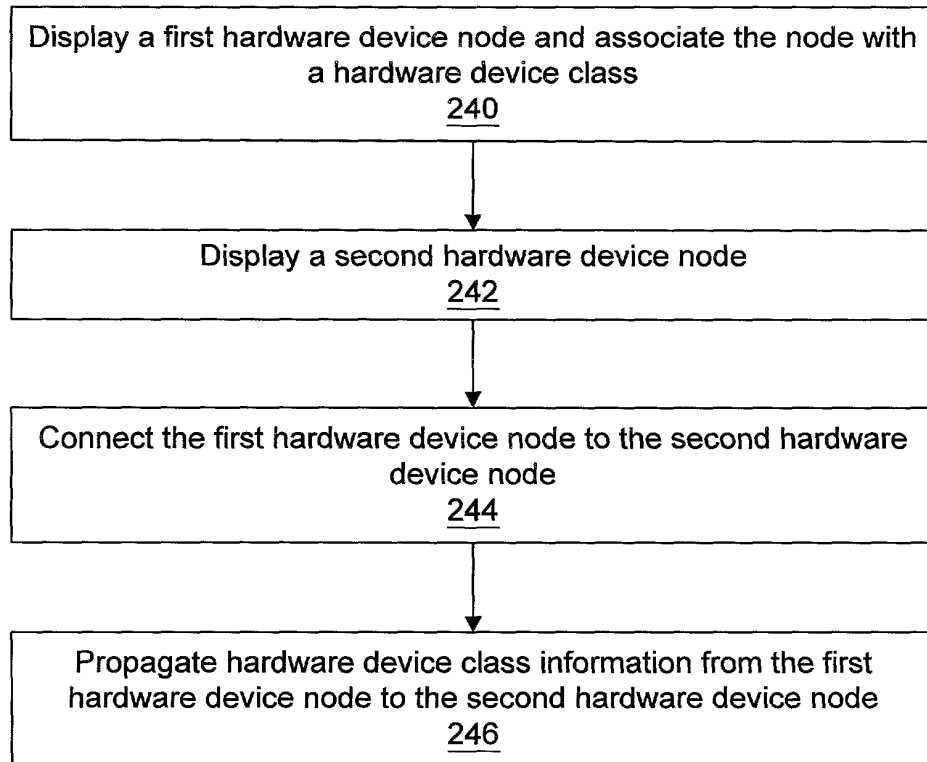 Display a first hardware device node and associate the node with
a hardware device class
240
Display a second hardware device node
242
Connect the first hardware device node to the second hardware
device node
244
Propagate hardware device class information from the first
hardware device node to the second hardware device node
246